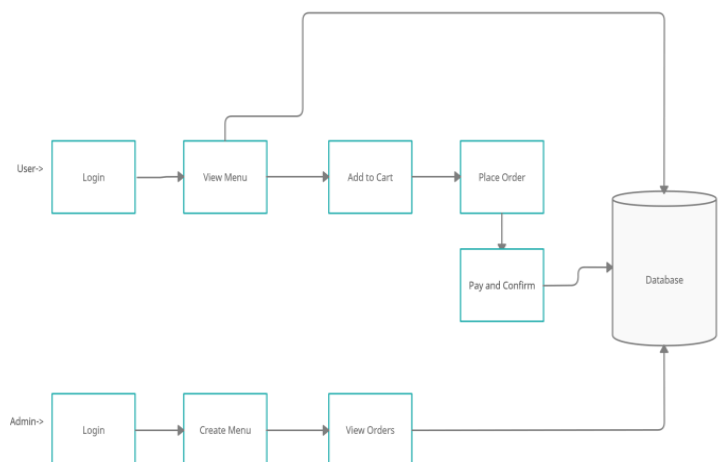 User->
Login
View Menu
Add to Cart
Place Order
Pay and Confirm
Database
Admin->
Login
Create Menu
View Orders